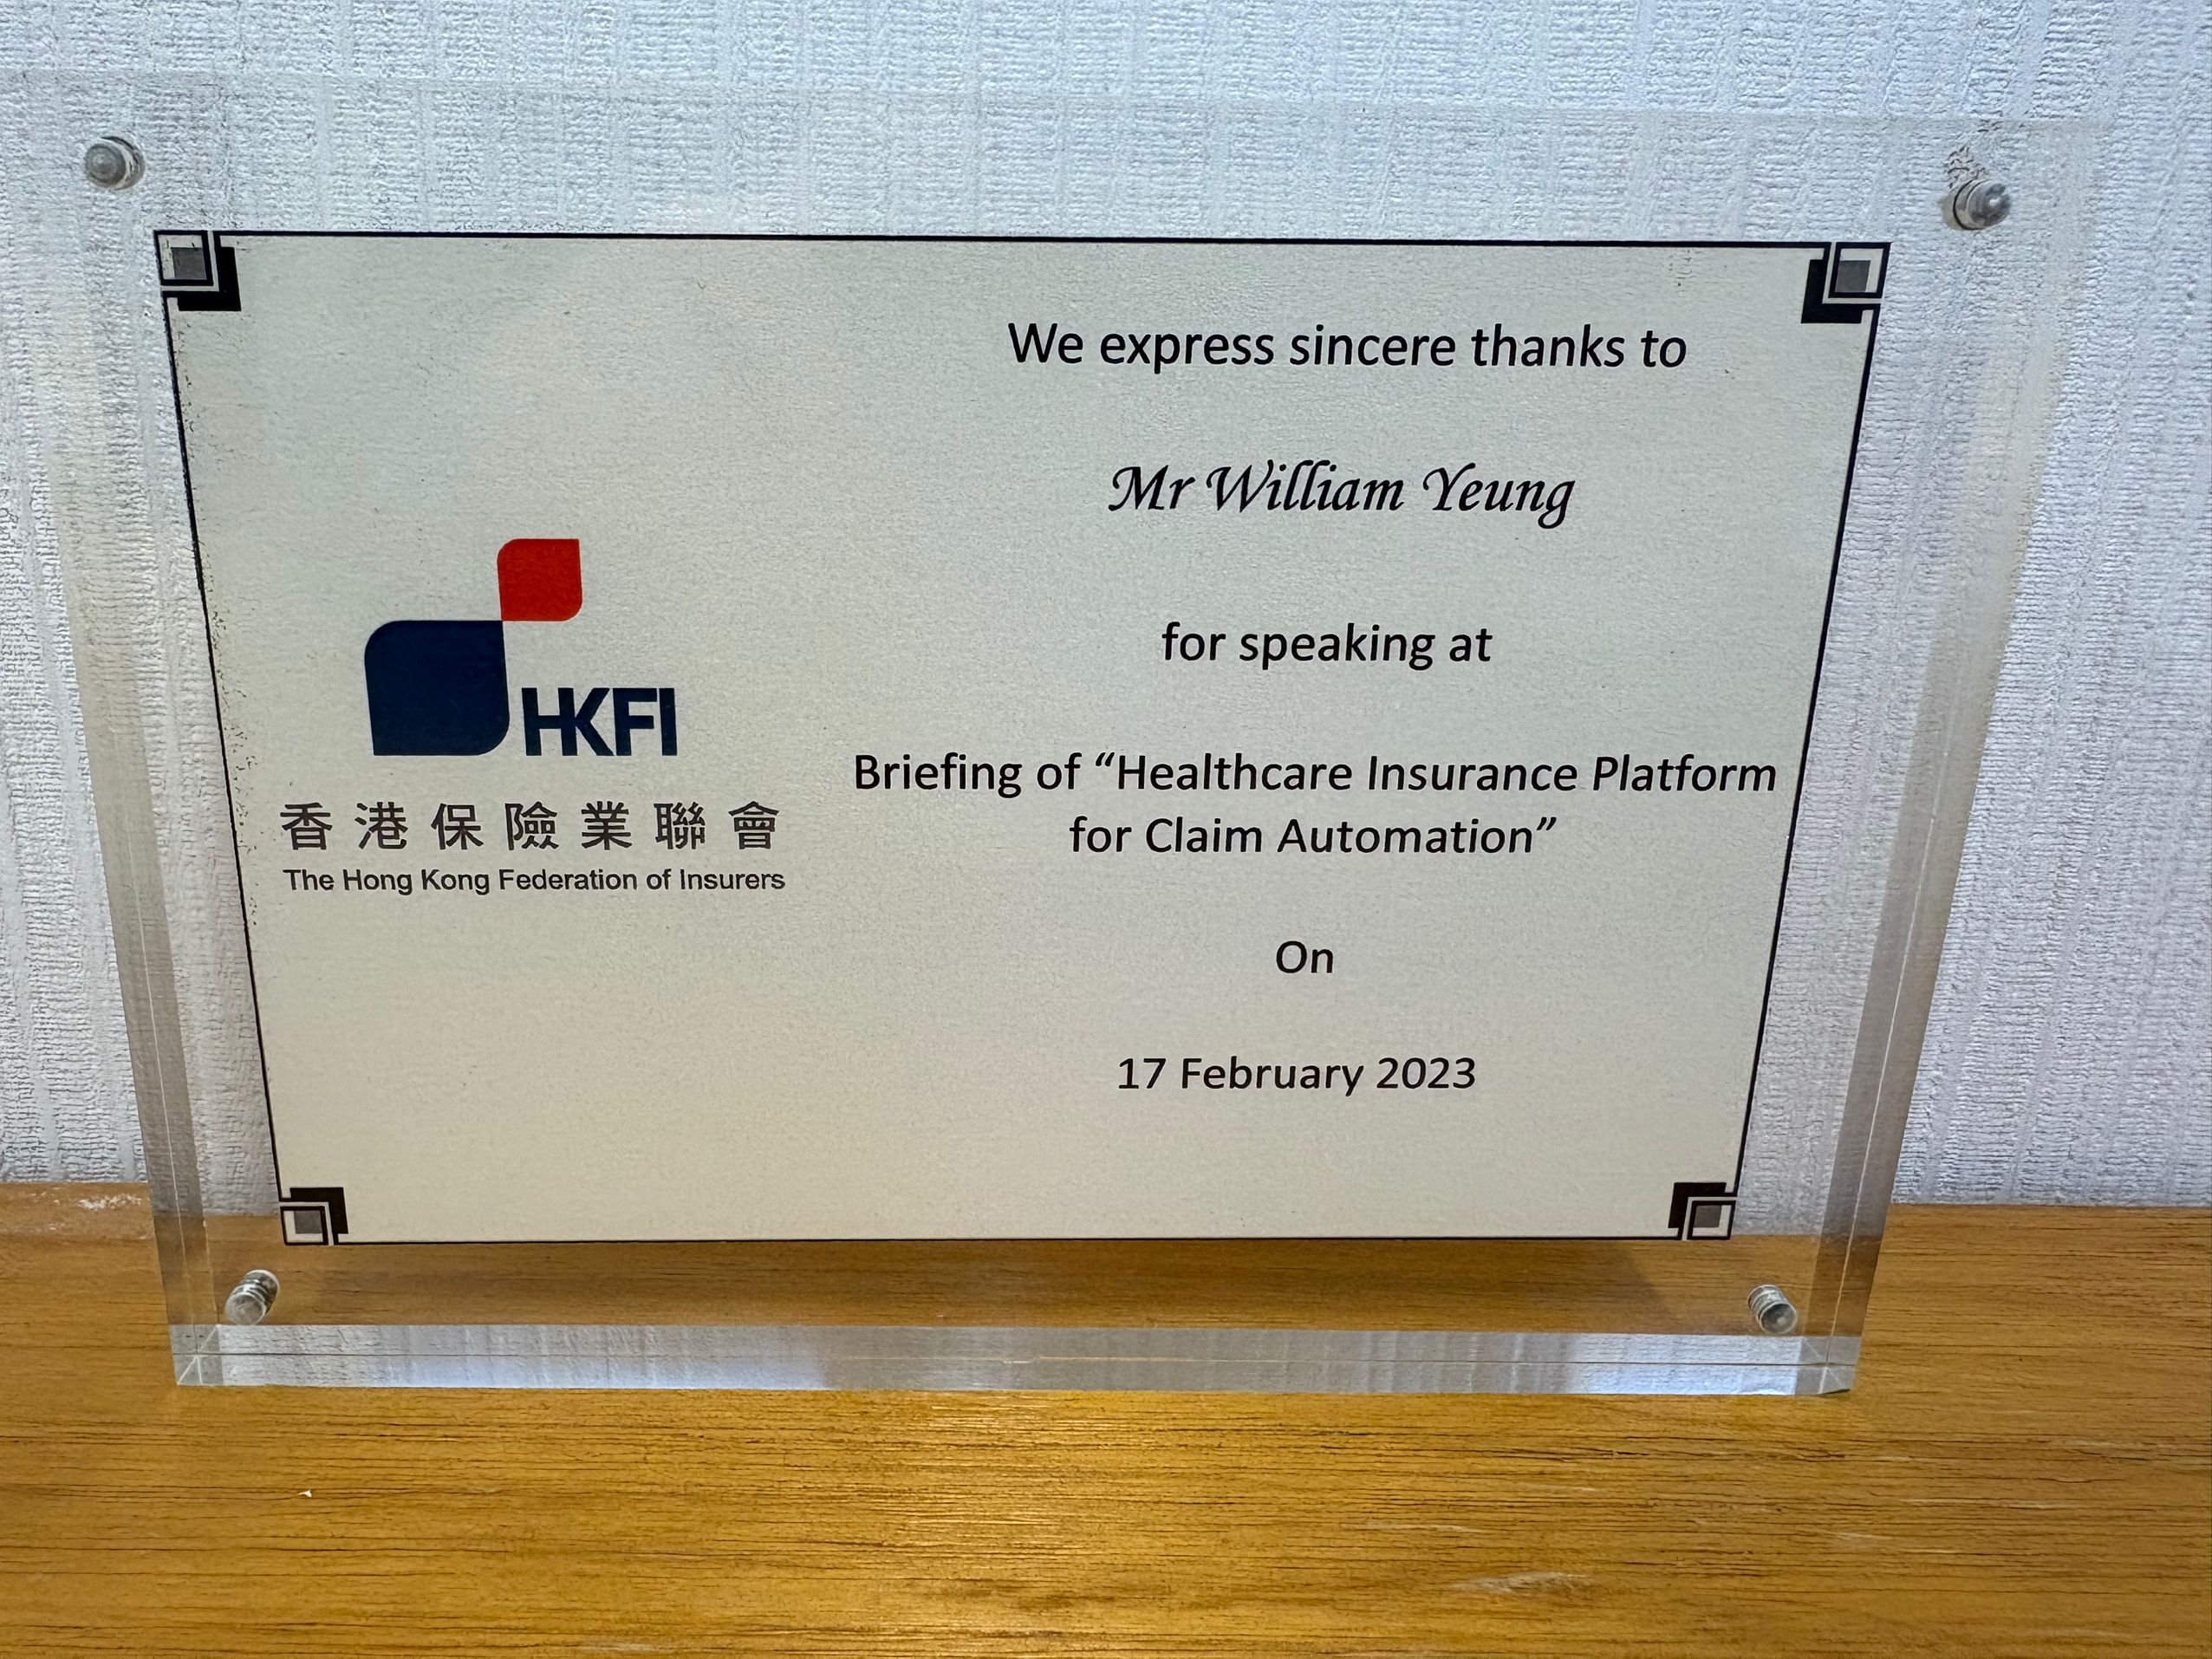 HKFI
香港保險業聯會
The Hong Kong Federation of Insurers
We express sincere thanks to
Mr William Yeung
for speaking at
Briefing of “Healthcare Insurance Platform
for Claim Automation”
On
17 February 2023